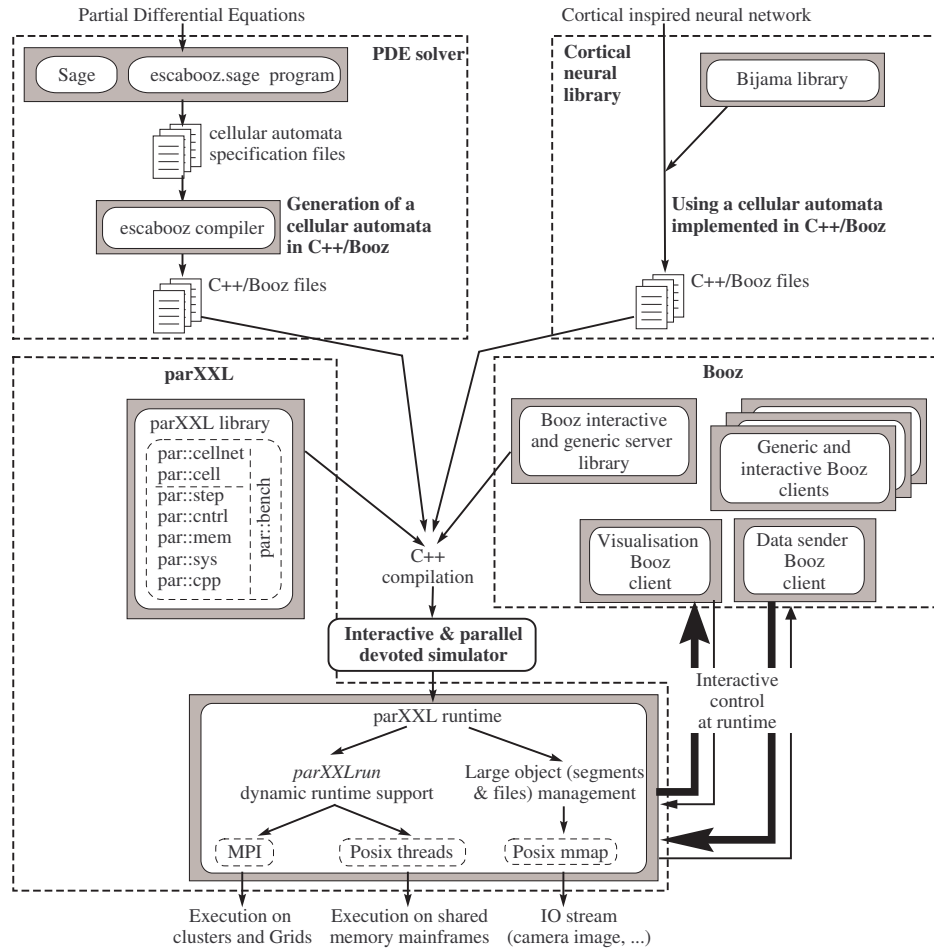 Partial Differential Equations
PDE solver
Sage
escabooz.sage program
cellular automata
specification files
Generation of a
cellular automata
in C++/Booz
escabooz compiler
C++/Booz files
Cortical inspired neural network
Cortical
neural
library
Bijama library
Using a cellular automata
implemented in C++/Booz
C++/Booz files
parXXL
parXXL library
par::cellnet
par::cell
par::step
par::cntrl
par::mem
par::sys
par::cpp
par::bench
Booz
Booz interactive
and generic server
library
Generic and
interactive Booz
clients
Visualisation
Booz
client
Data sender
Booz
client
C++
compilation
Interactive & parallel
devoted simulator
Interactive
control
at runtime
parXXL runtime
parXXLrun
dynamic runtime support
Large object (segments
& files) management
MPI
Posix threads
Posix mmap
Execution on
clusters and Grids
Execution on shared
memory mainframes
IO stream
(camera image, ...)